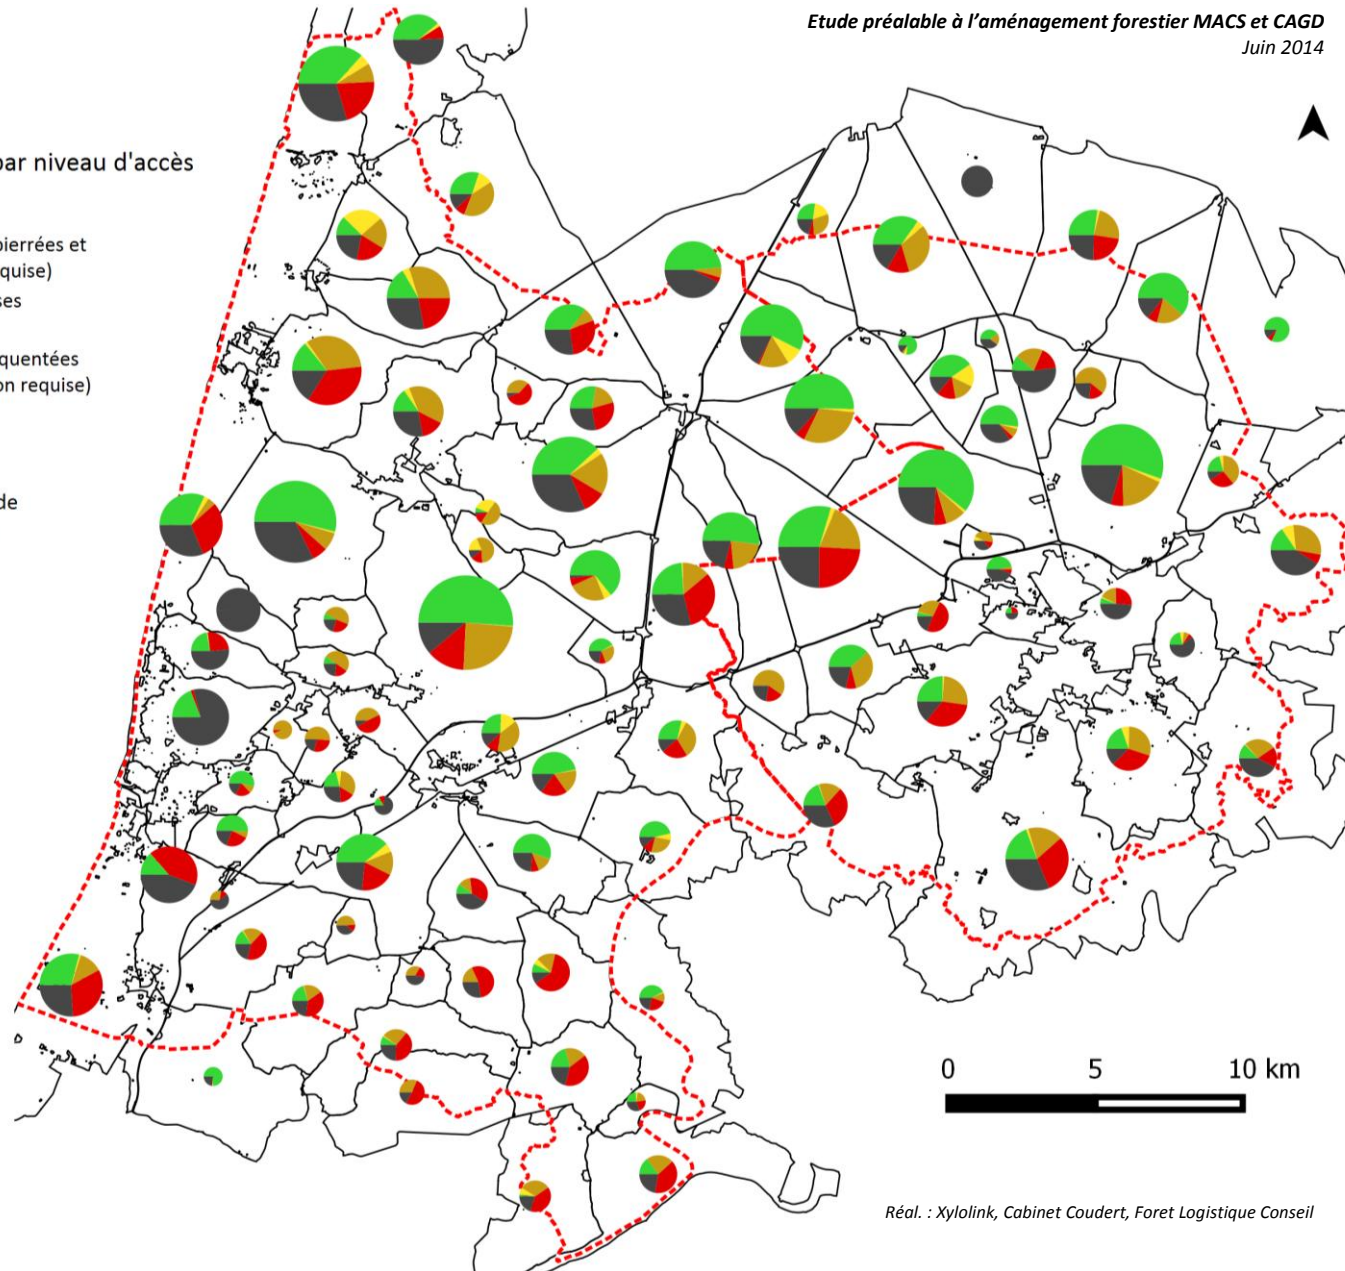 Etude préalable à l’aménagement forestier MACS et CAGD
Juin 2014
par niveau d'accès
pierrées et
quise)
ses
quentées
on requise)
de
0 5 10 km
Réal. : Xylolink, Cabinet Coudert, Foret Logistique Conseil